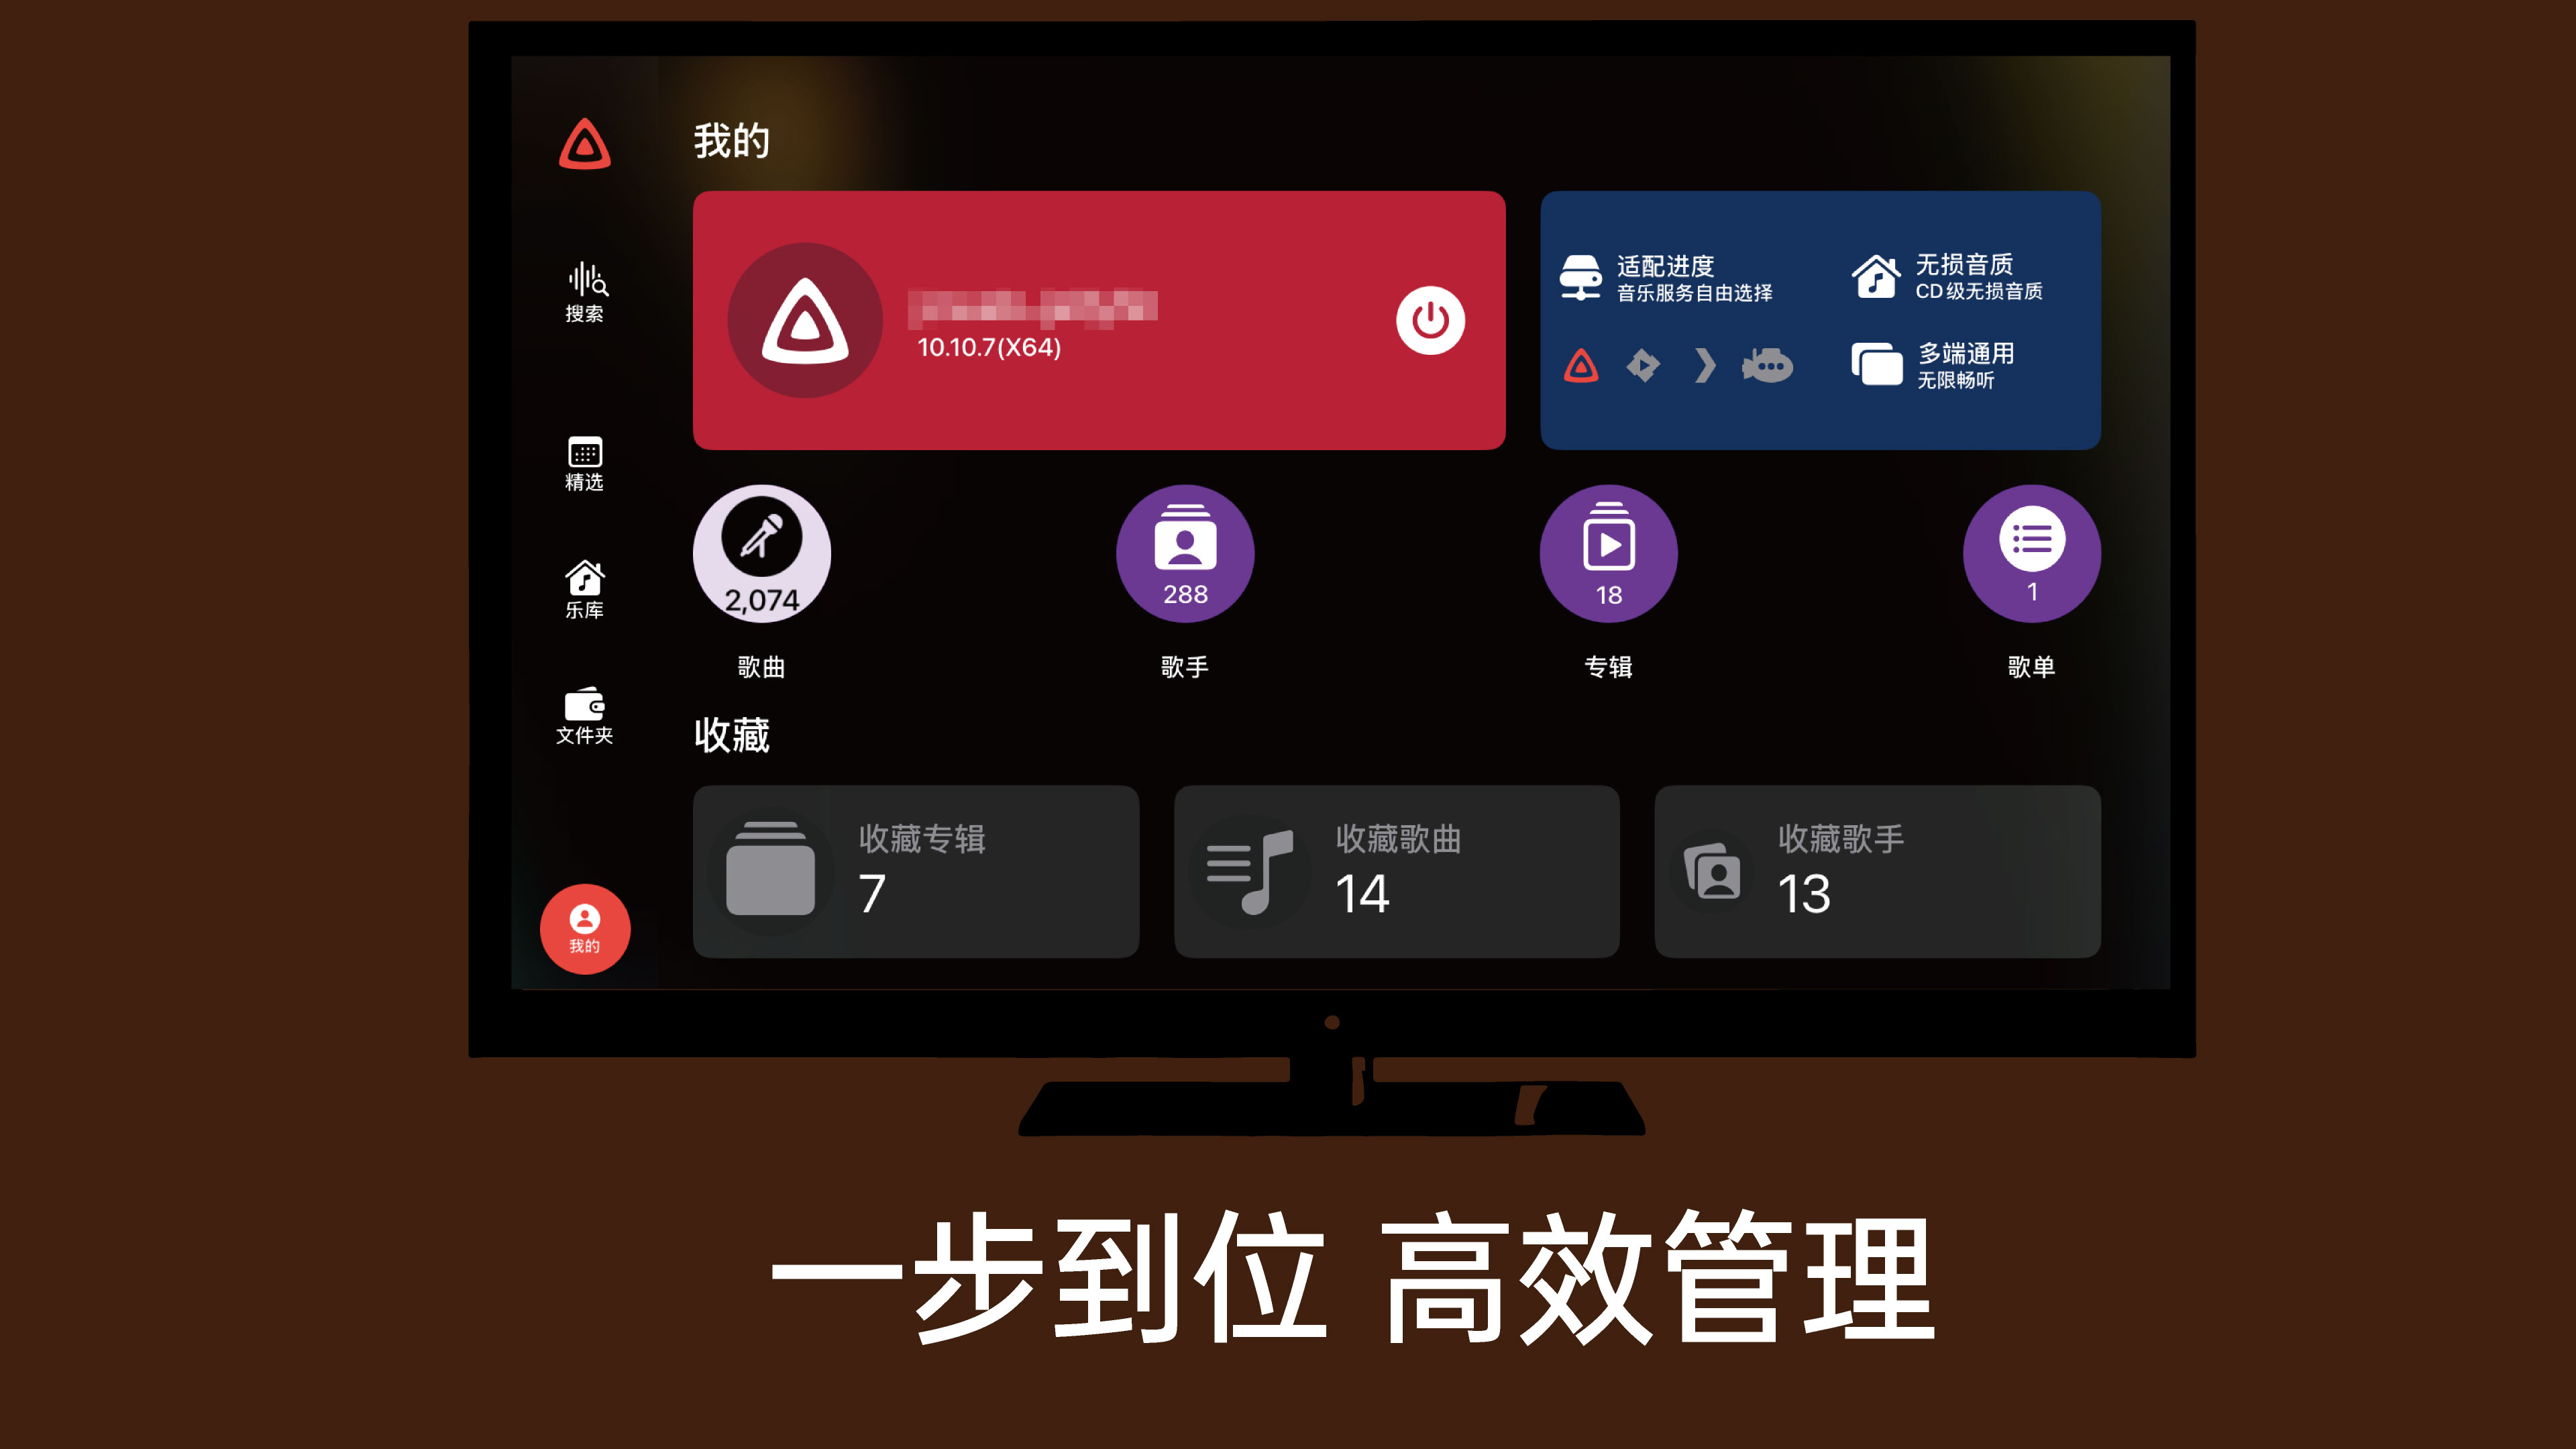 我的
搜索
精选
乐库
文件夹
我的
10.10.7(X64)
适配进度
音乐服务自由选择
无损音质
CD级无损音质
多端通用
无限畅听
2,074
歌曲
288
歌手
18
专辑
1
歌单
收藏
收藏专辑
7
收藏歌曲
14
收藏歌手
13
一步到位 高效管理